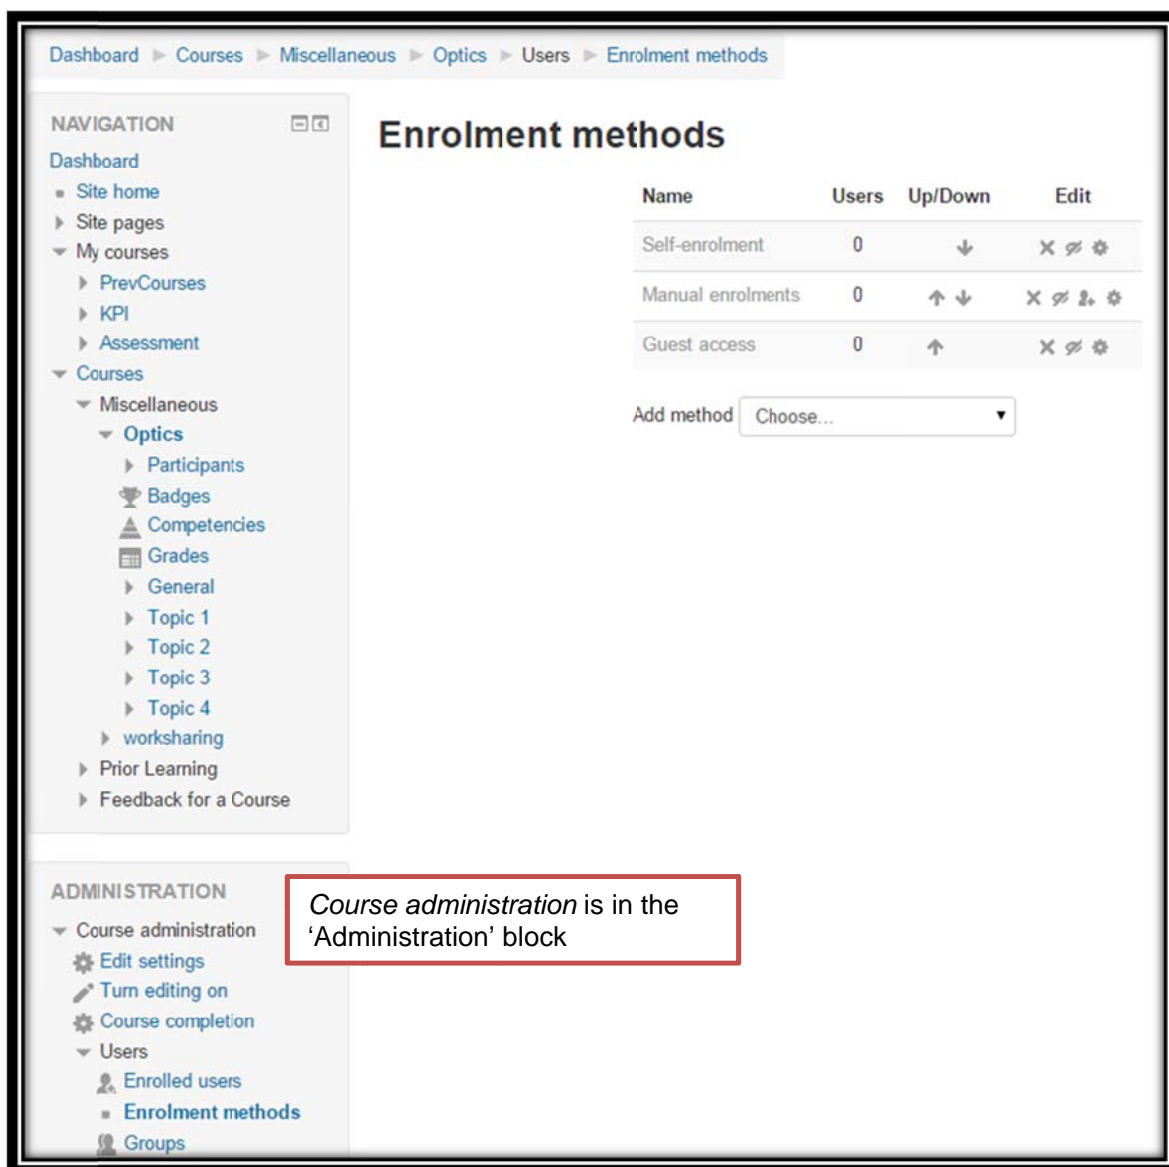 Dashboard Courses Miscellaneous Optics Users Enrolment methods
NAVIGATION
Dashboard
Site home
Site pages
My courses
PrevCourses
KPI
Assessment
Courses
Miscellaneous
Optics
Participants
Badges
Competencies
Grades
General
Topic 1
Topic 2
Topic 3
Topic 4
worksharing
Prior Learning
Feedback for a Course
Enrolment methods
Name Users Up/Down Edit
Self-enrolment 0
Manual enrolments 0
Guest access 0
Add method Choose...
ADMINISTRATION
Course administration
Edit settings
Turn editing on
Course completion
Users
Enrolled users
Enrolment methods
Groups
Course administration is in the
‘Administration’ block